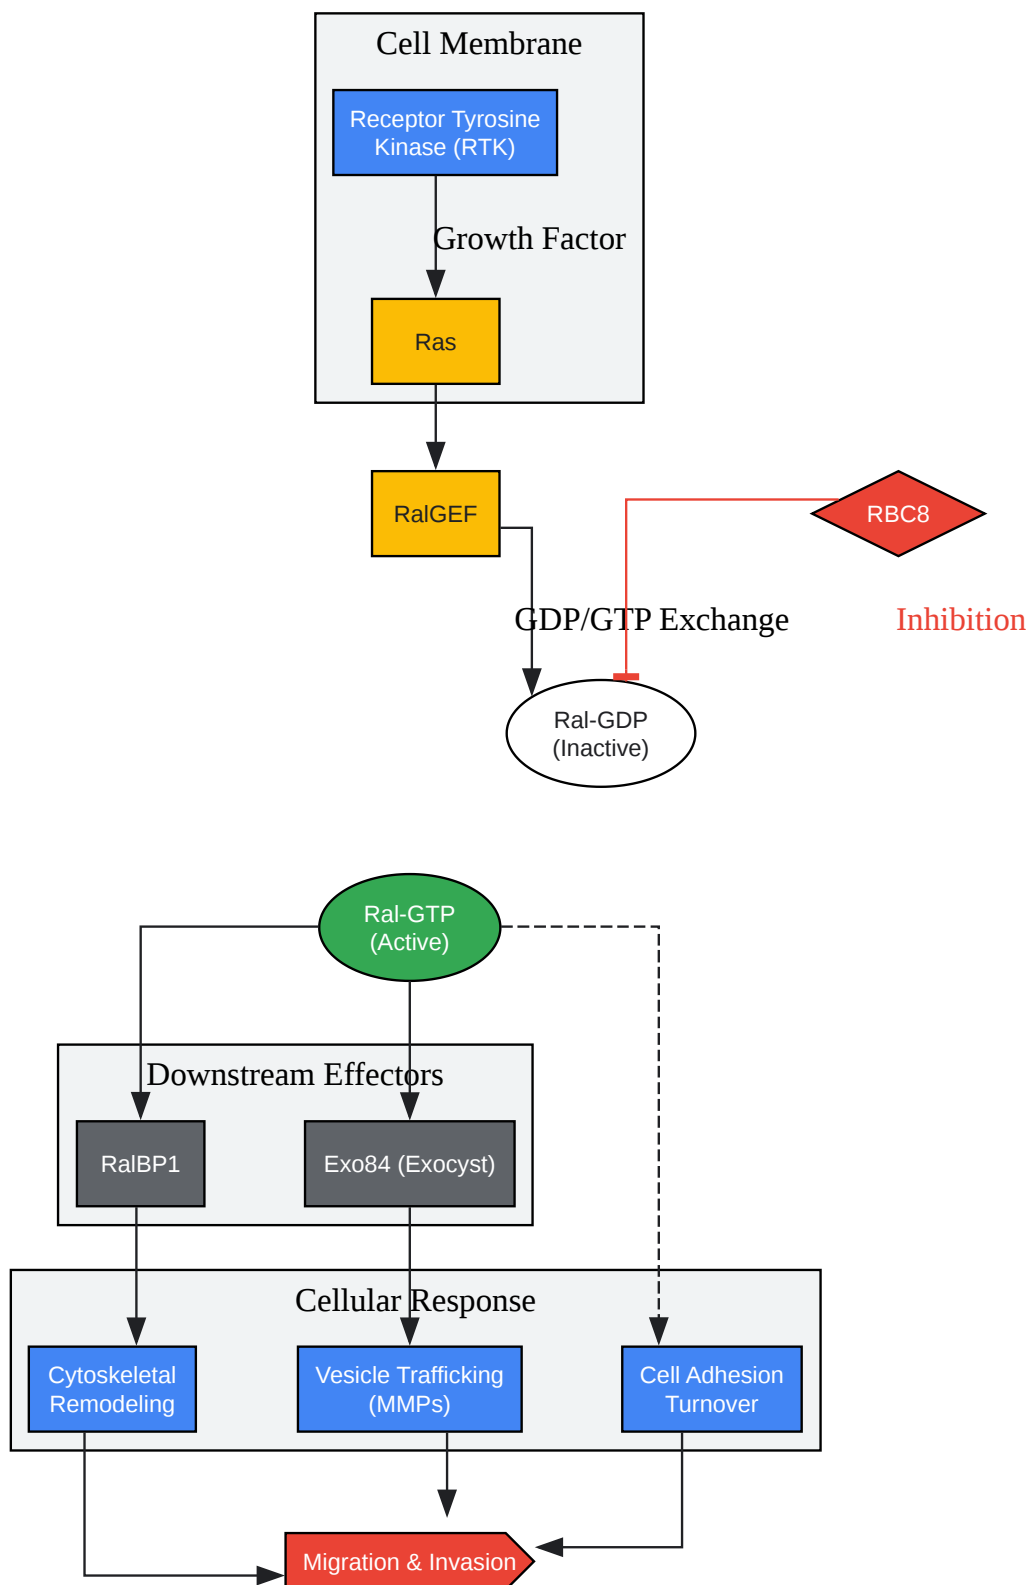 Cell Membrane
Receptor Tyrosine
Kinase (RTK)
Growth Factor
Ras
RalGEF
RBC8
GDP/GTP Exchange
Inhibition
Ral-GDP
(Inactive)
Ral-GTP
(Active)
Downstream Effectors
RalBP1
Exo84 (Exocyst)
Cellular Response
Cytoskeletal
Remodeling
Vesicle Trafficking
(MMPs)
Cell Adhesion
Turnover
Migration & Invasion